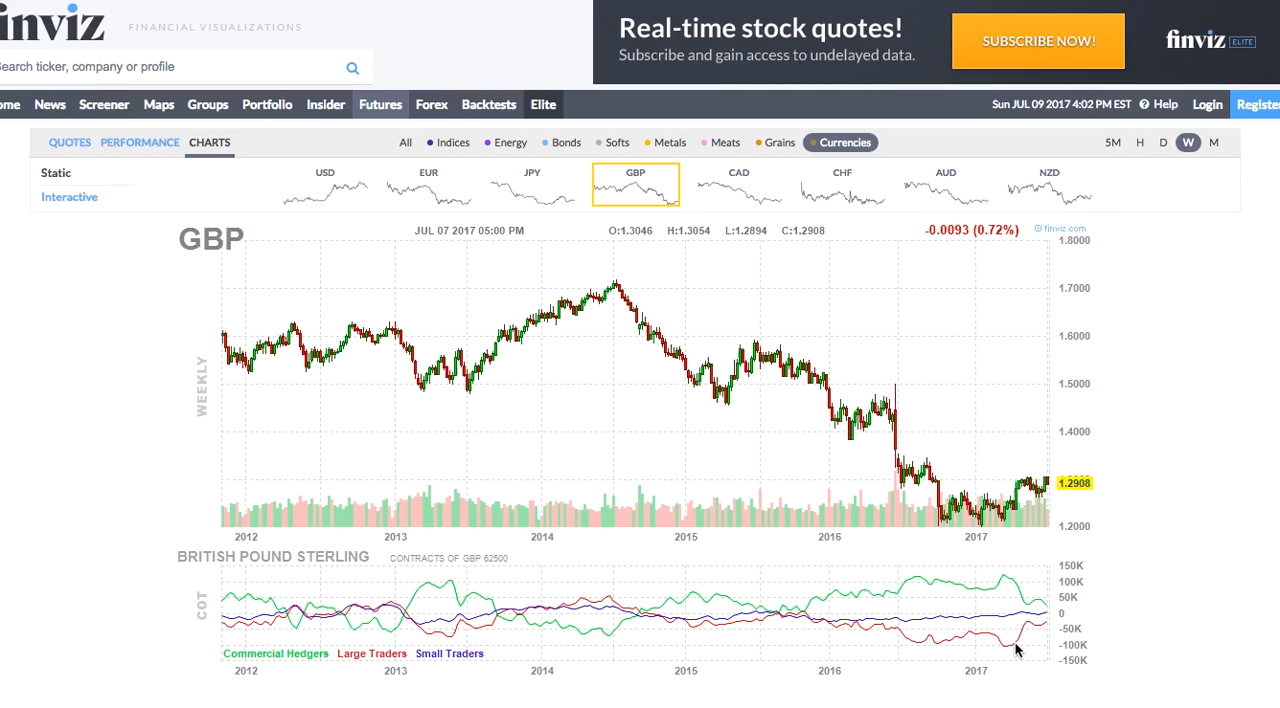 finviz FINANCIAL VISUALIZATIONS
Real-time stock quotes!
Subscribe and gain access to undelayed data.
SUBSCRIBE NOW!
finviz ELITE
Search ticker, company or profile
ome News Screener Maps Groups Portfolio Insider Futures Forex Backtests Elite Sun JUL 09 2017 4:02 PM EST Help Login Registe
QUOTES PERFORMANCE CHARTS All Indices Energy Bonds Softs Metals Meats Grains Currencies 5M H D W M
Static
Interactive
USD EUR JPY GBP CAD CHF AUD NZD
GBP JUL 07 2017 05:00 PM O:1.3046 H:1.3054 L:1.2894 C:1.2908 -0.0093 (0.72%) © finviz.com
1.8000
1.7000
1.6000
1.5000
1.4000
1.2908
1.2000
WEEKLY
2012 2013 2014 2015 2016 2017
BRITISH POUND STERLING CONTRACTS OF GBP 62500
150K
100K
50K
0
-50K
-100K
-150K
COT
Commercial Hedgers Large Traders Small Traders
2012 2013 2014 2015 2016 2017